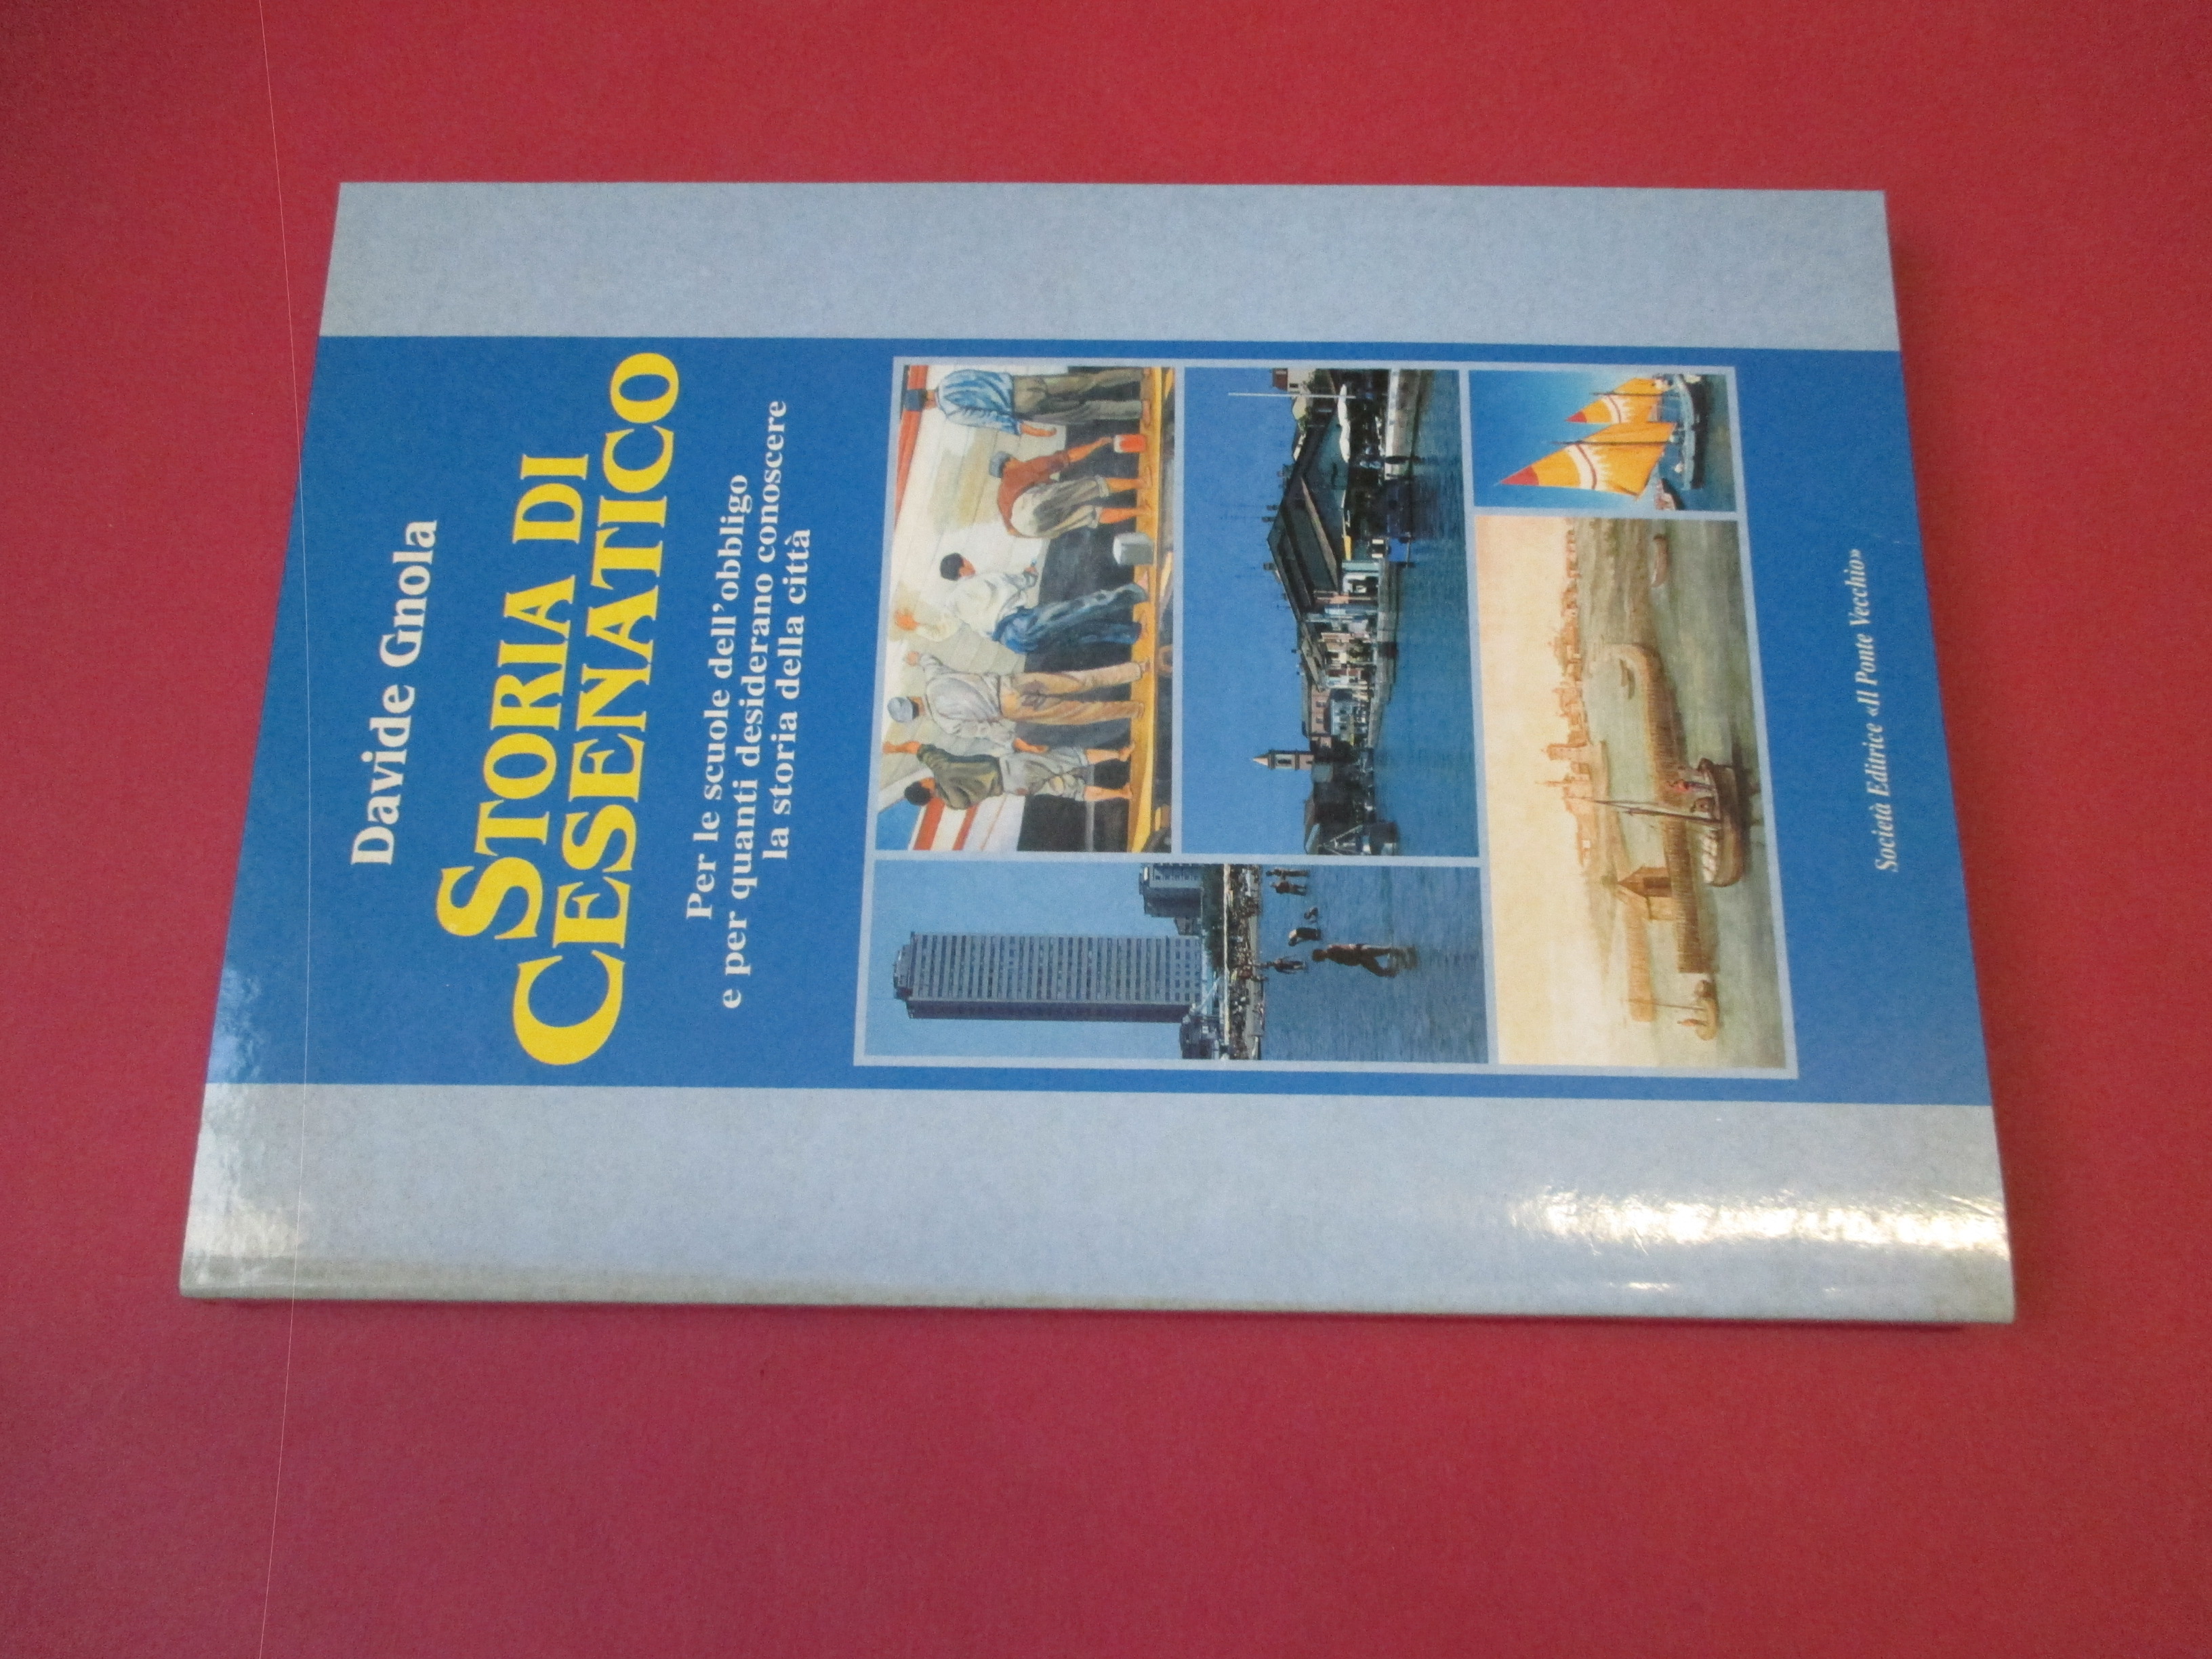 Davide Gnola
STORIA DI
CESENATICO
Per le scuole dell'obbligo
e per quanti desiderano conoscere
la storia della città
Società Editrice «Il Ponte Vecchio»